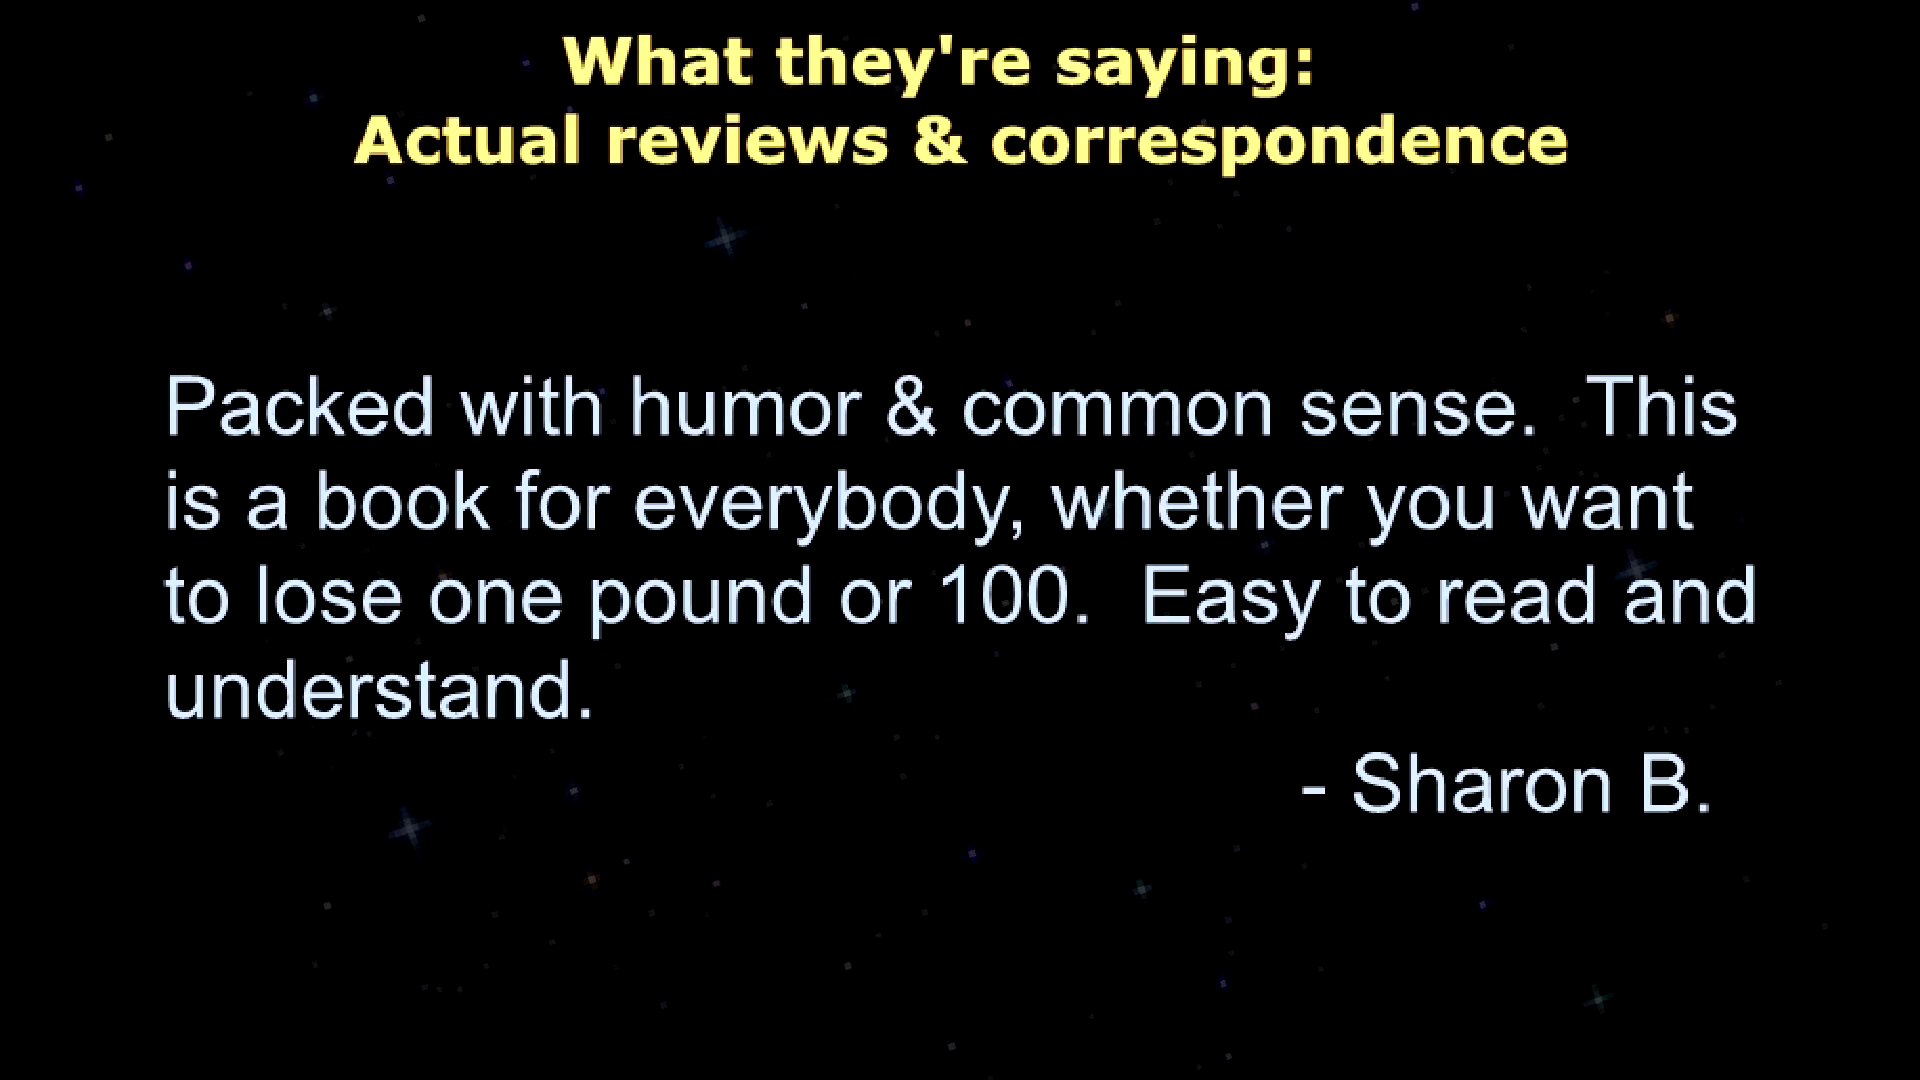 What they're saying:
Actual reviews & correspondence
Packed with humor & common sense.  This
is a book for everybody, whether you want
to lose one pound or 100.  Easy to read and
understand.
- Sharon B.